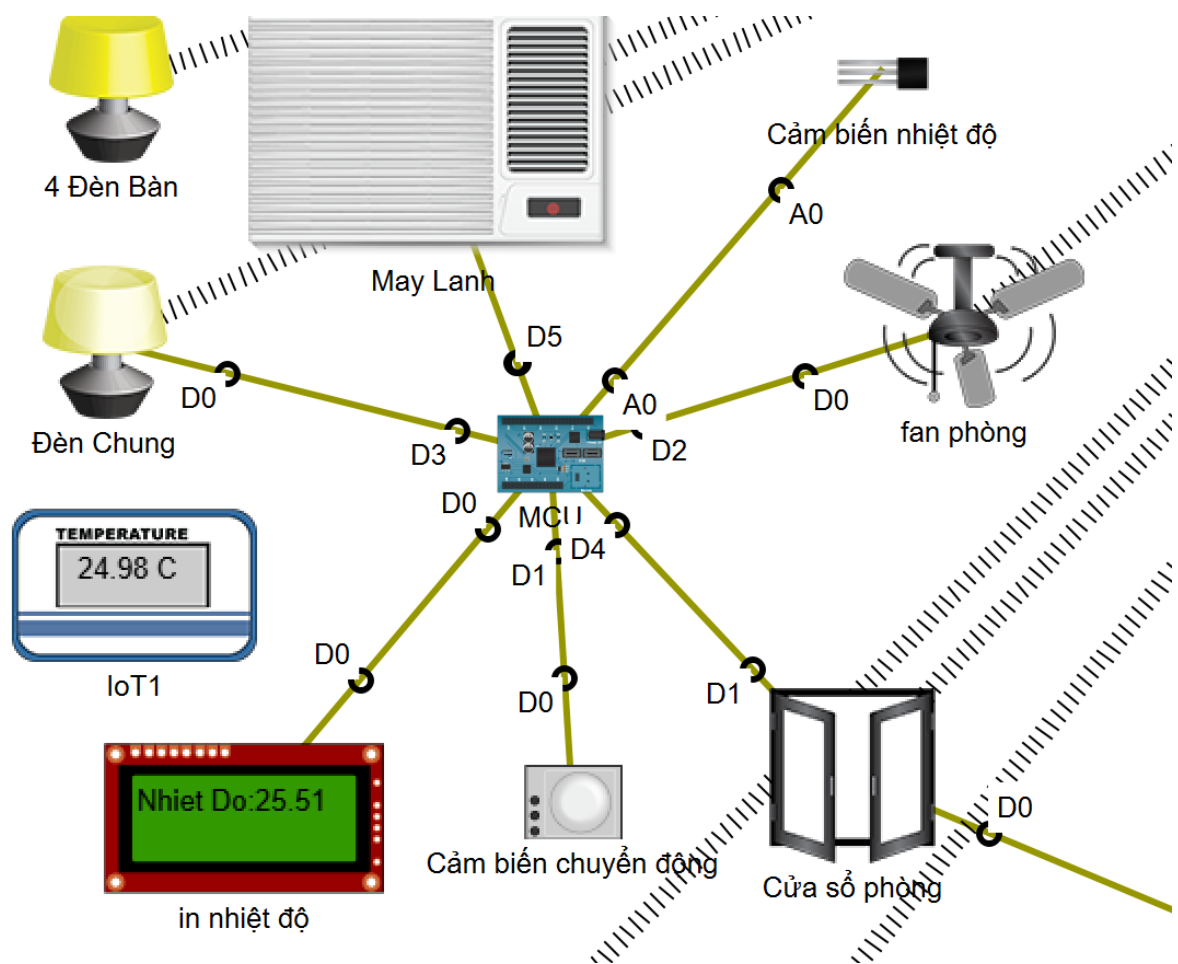 4 Đèn Bàn
May Lanh
Cảm biến nhiệt độ
A0
D5
D0
A0
D0
fan phòng
Đèn Chung
D3
D2
D0
MCU
D4
D1
TEMPERATURE
24.98 C
IoT1
D0
D0
D1
Nhiet Do:25.51
D0
Cảm biến chuyển động
Cửa sổ phòng
in nhiệt độ